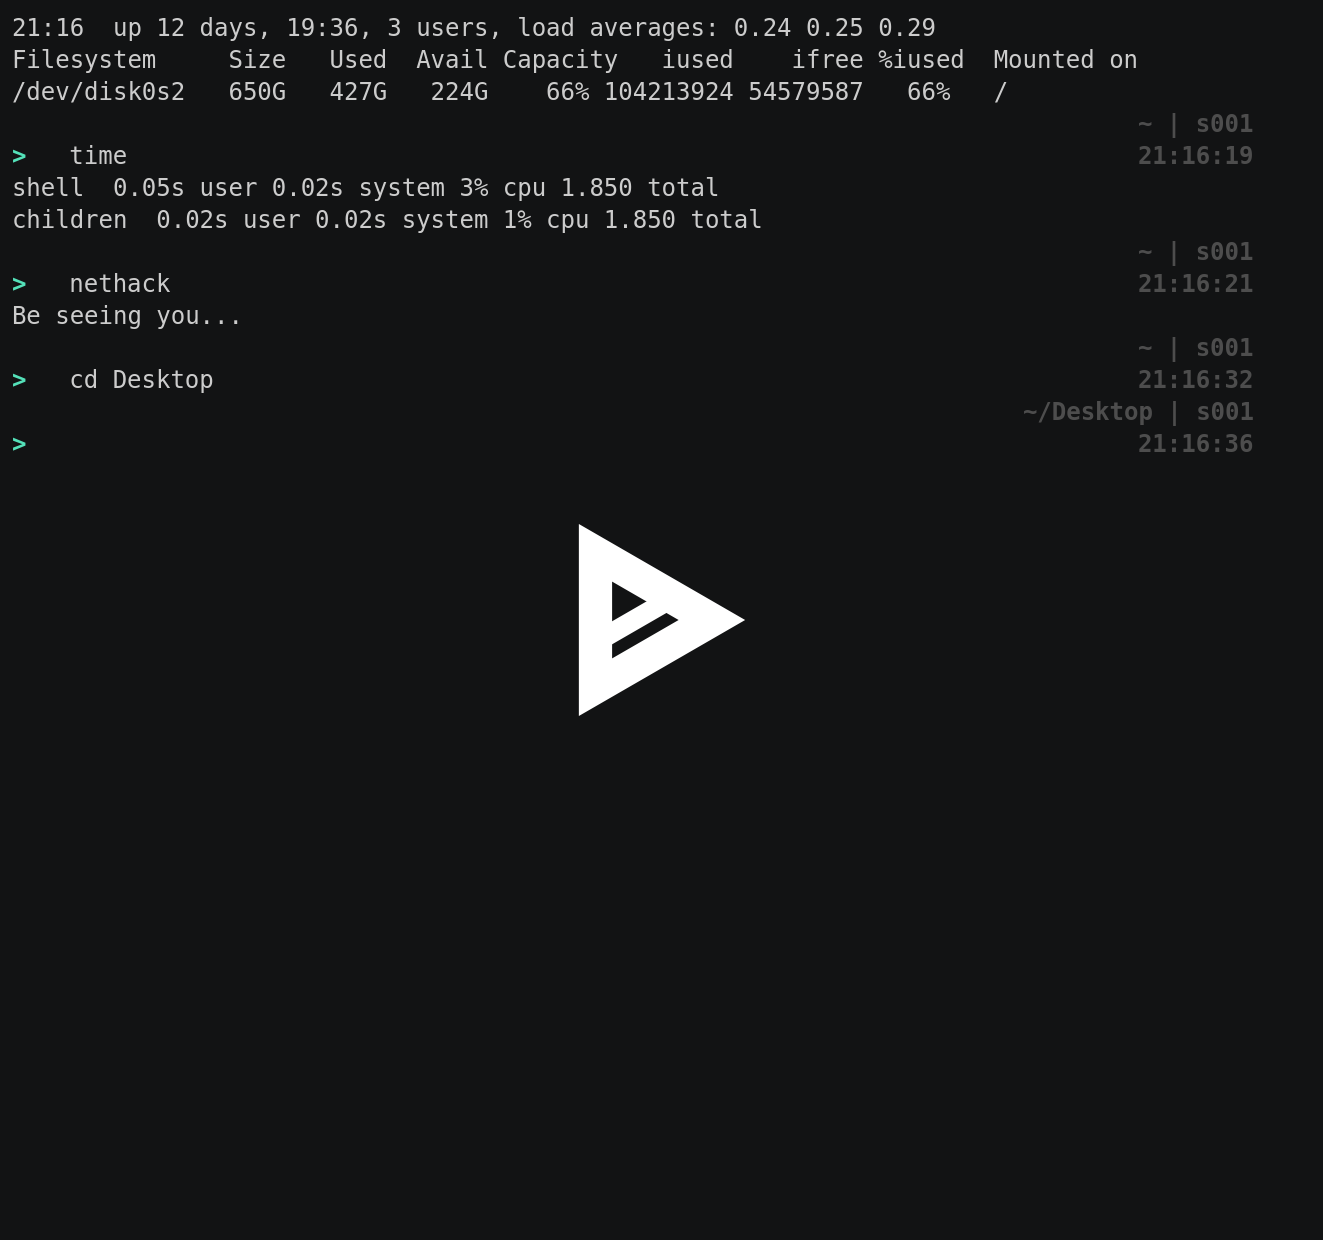 21:16  up 12 days, 19:36, 3 users, load averages: 0.24 0.25 0.29
Filesystem     Size   Used  Avail Capacity   iused    ifree %iused  Mounted on
/dev/disk0s2   650G   427G   224G    66% 104213924 54579587   66%   /
~ | s001
>   time 21:16:19
shell  0.05s user 0.02s system 3% cpu 1.850 total
children  0.02s user 0.02s system 1% cpu 1.850 total
~ | s001
>   nethack 21:16:21
Be seeing you...
~ | s001
>   cd Desktop 21:16:32
~/Desktop | s001
> 21:16:36